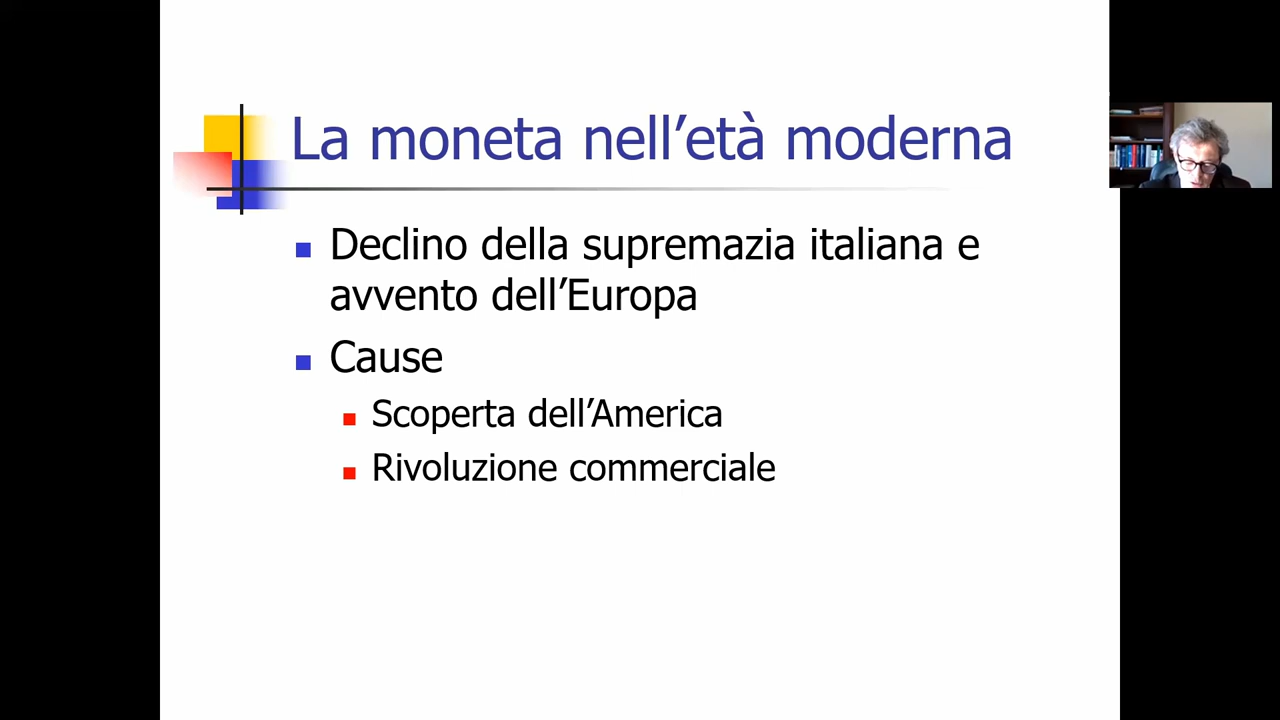 La moneta nell’età moderna
Declino della supremazia italiana e
avvento dell’Europa
Cause
Scoperta dell’America
Rivoluzione commerciale